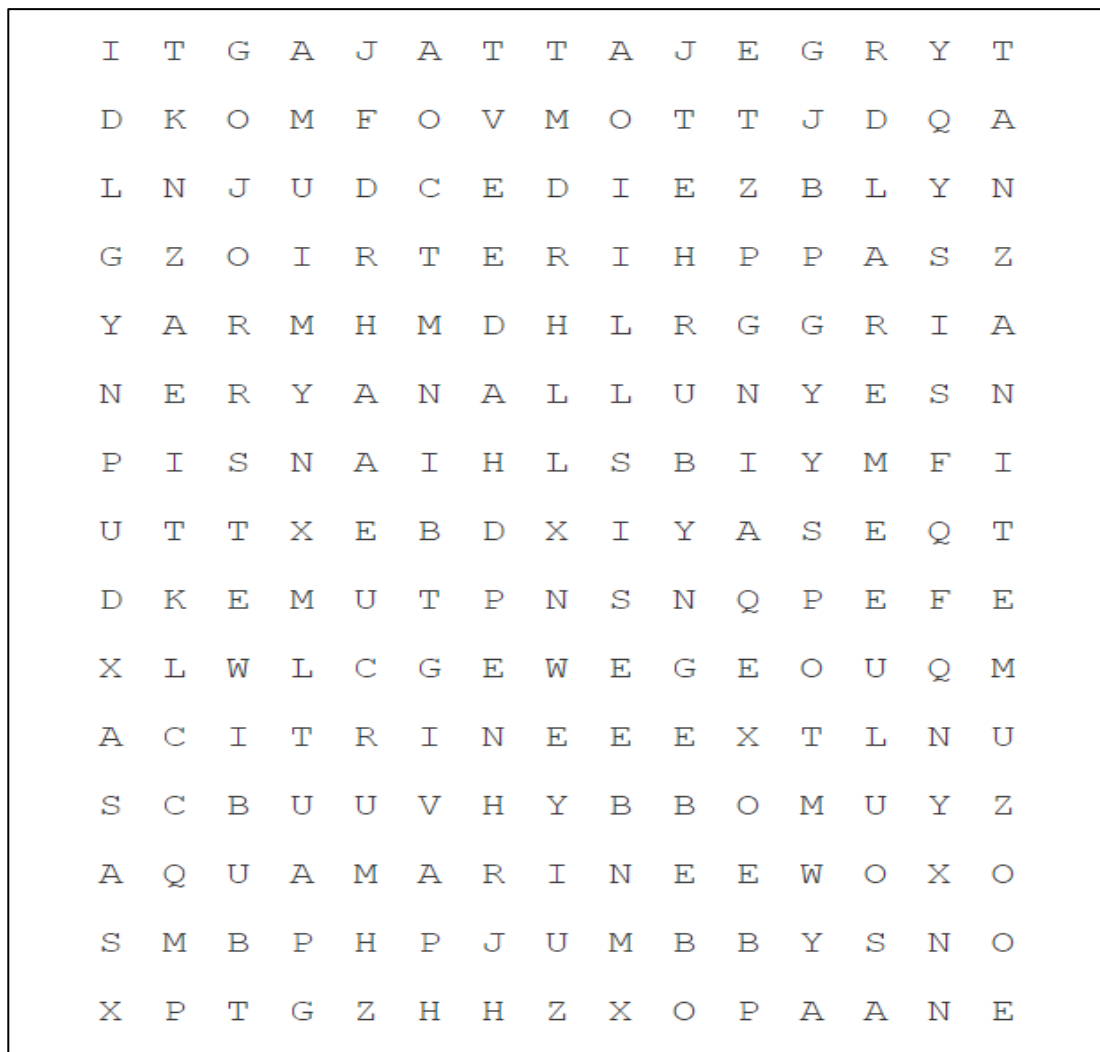 I T G A J A T T A J E G R Y T
D K O M F O V M O T T J D Q A
L N J U D C E D I E Z B L Y N
G Z O I R T E R I H P P A S Z
Y A R M H M D H L R G G R I A
N E R Y A N A L L U N Y E S N
P I S N A I H L S B I Y M F I
U T T X E B D X I Y A S E Q T
D K E M U T P N S N Q P E F E
X L W L C G E W E G E O U Q M
A C I T R I N E E E X T L N U
S C B U U V H Y B B O M U Y Z
A Q U A M A R I N E E W O X O
S M B P H P J U M B B Y S N O
X P T G Z H H Z X O P A A N E